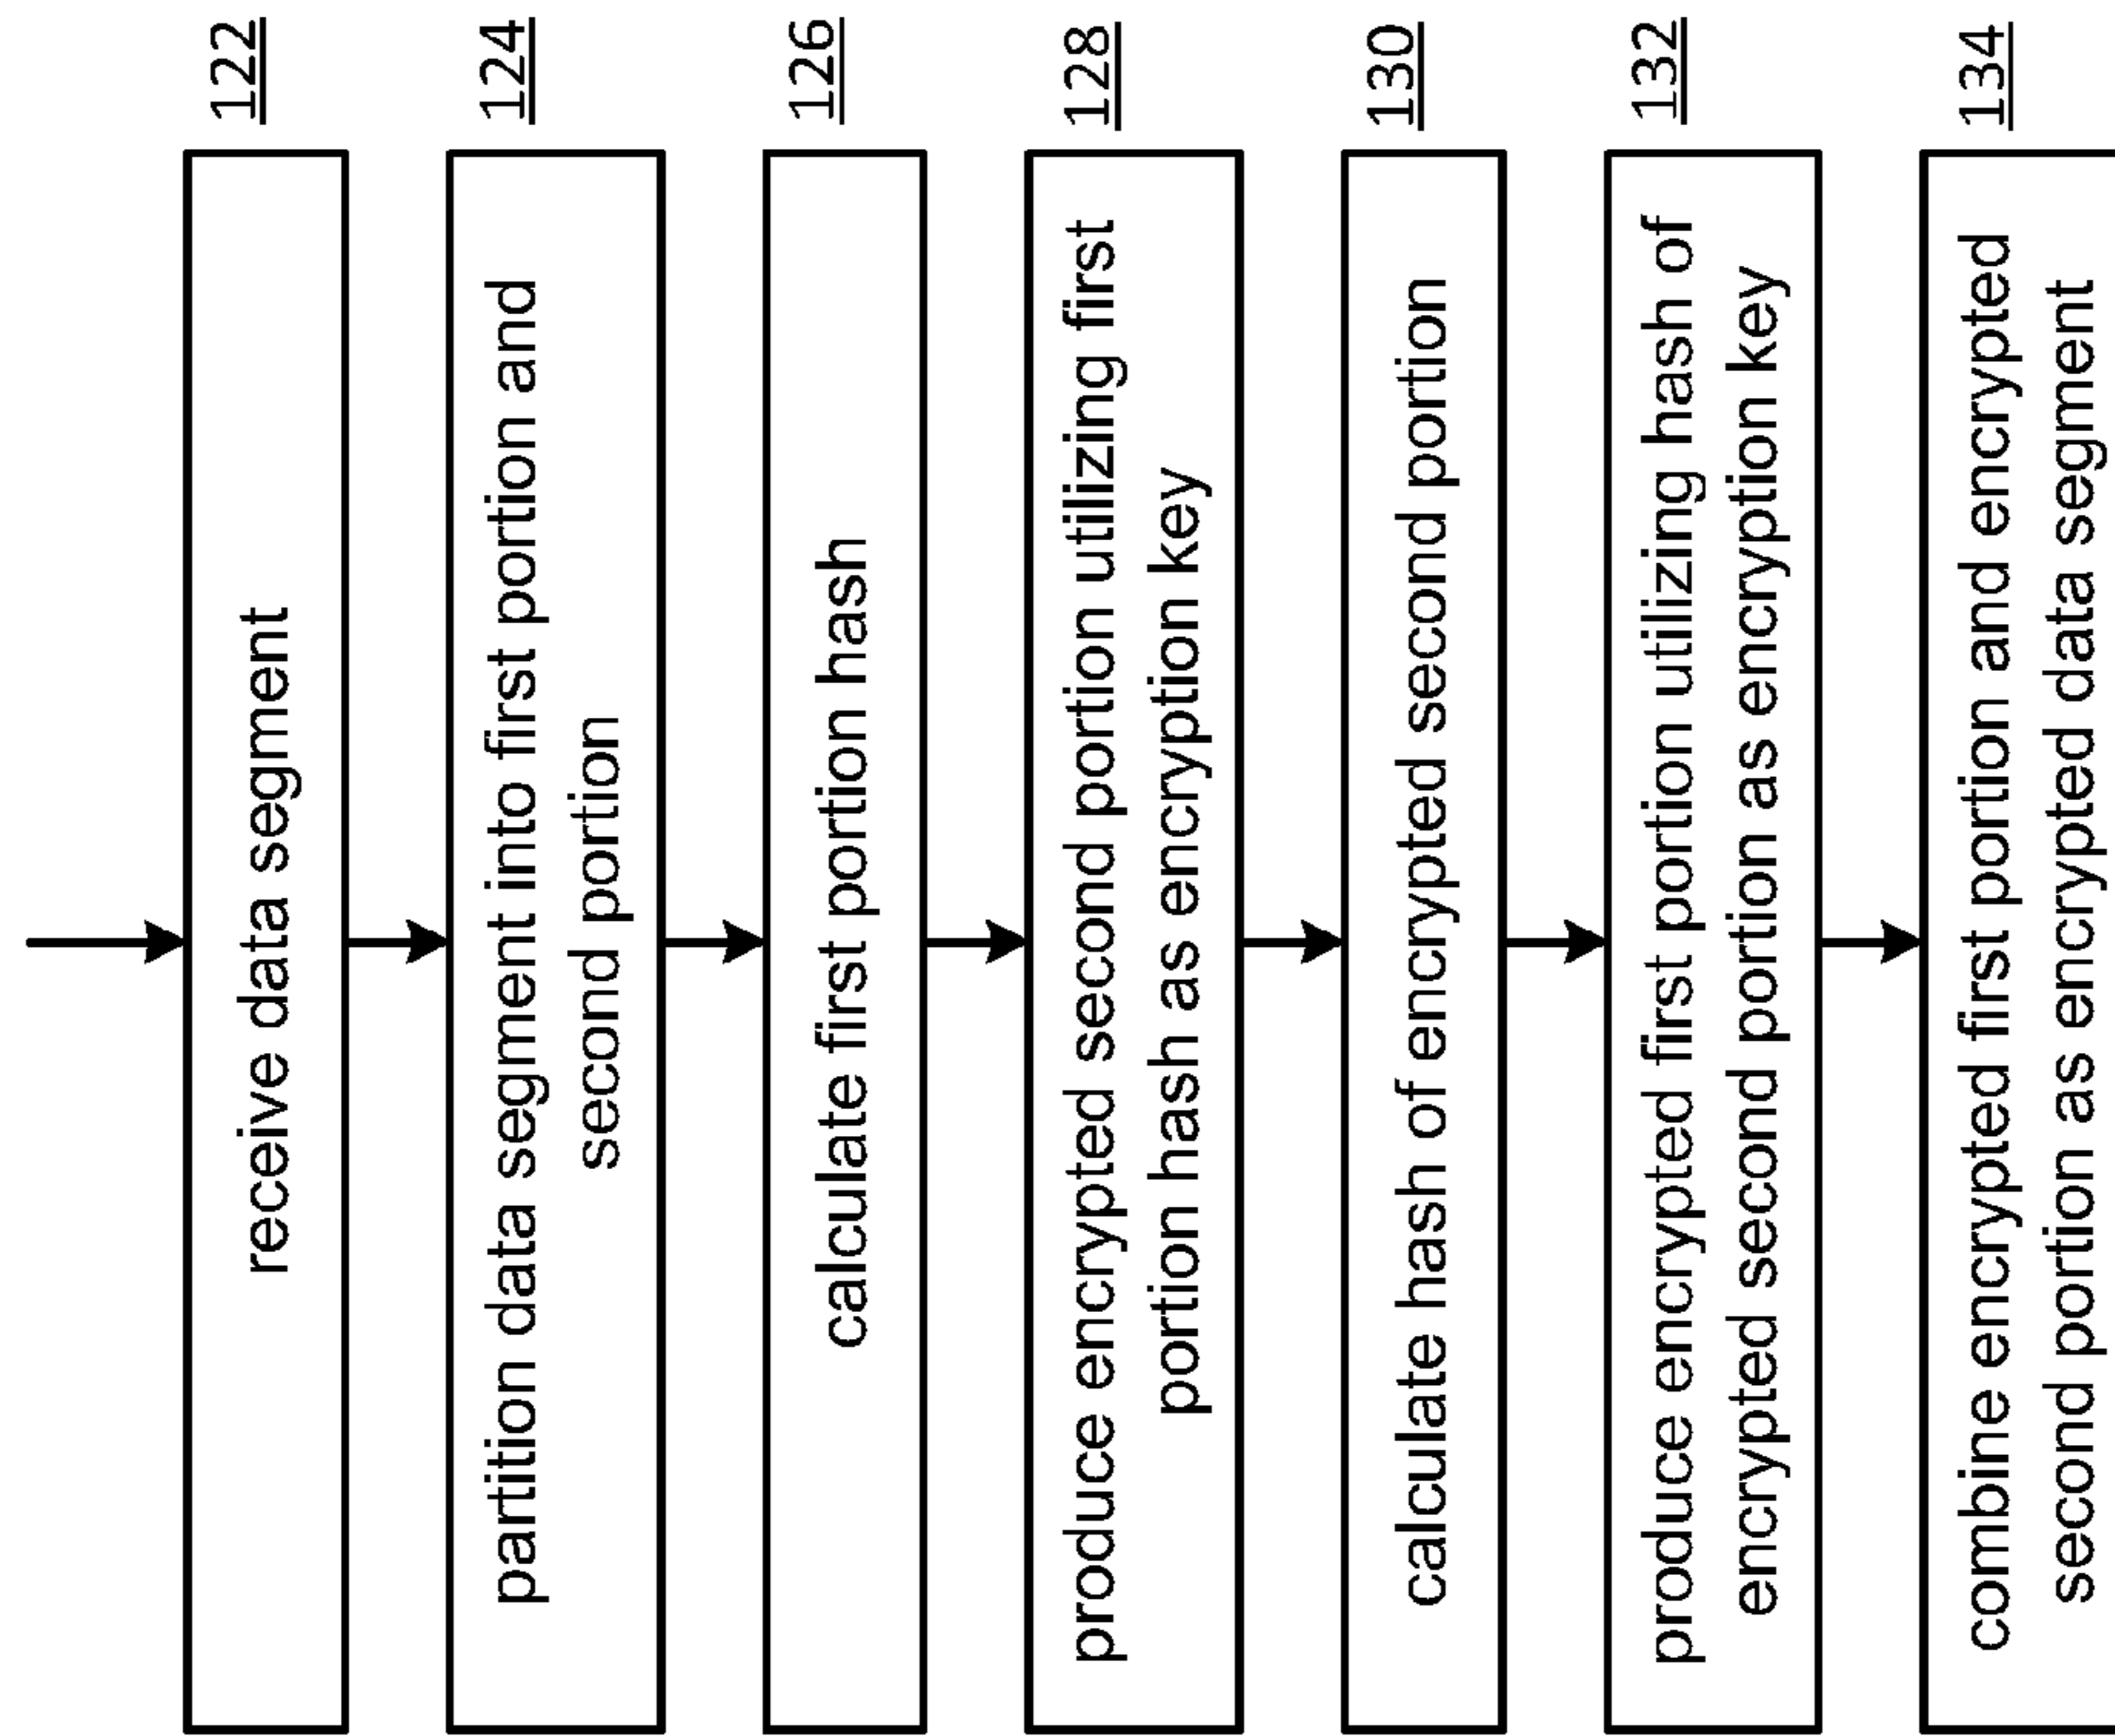 122
receive data segment
124
partition data segment into first portion and
second portion
126
calculate first portion hash
128
produce encrypted second portion utilizing first
portion hash as encryption key
130
calculate hash of encrypted second portion
132
produce encrypted first portion utilizing hash of
encrypted second portion as encryption key
134
combine encrypted first portion and encrypted
second portion as encrypted data segment